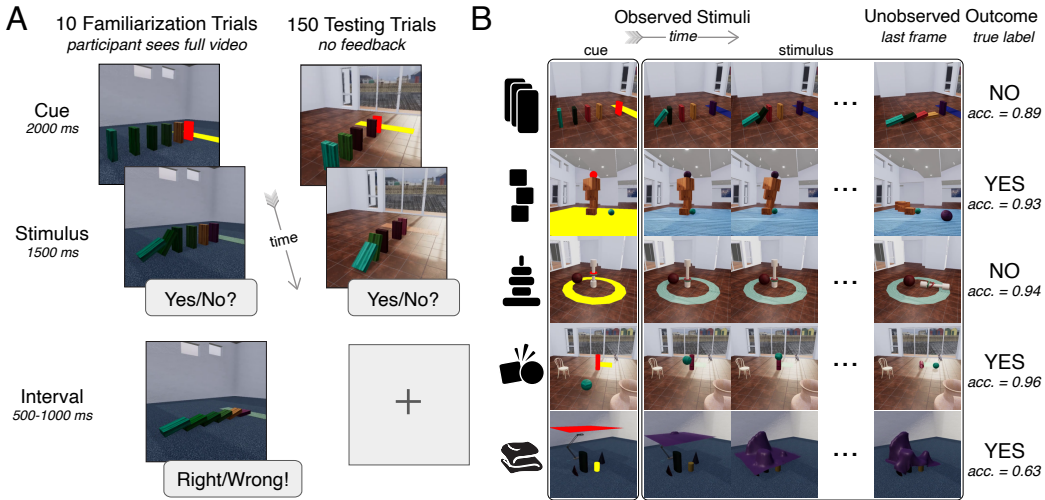 A
10 Familiarization Trials
participant sees full video
150 Testing Trials
no feedback
Cue
2000 ms
Stimulus
1500 ms
time
Yes/No?
Yes/No?
Interval
500-1000 ms
Right/Wrong!
B
Observed Stimuli
time
cue
stimulus
Unobserved Outcome
last frame
true label
...
NO
acc. = 0.89
...
YES
acc. = 0.93
...
NO
acc. = 0.94
...
YES
acc. = 0.96
...
YES
acc. = 0.63